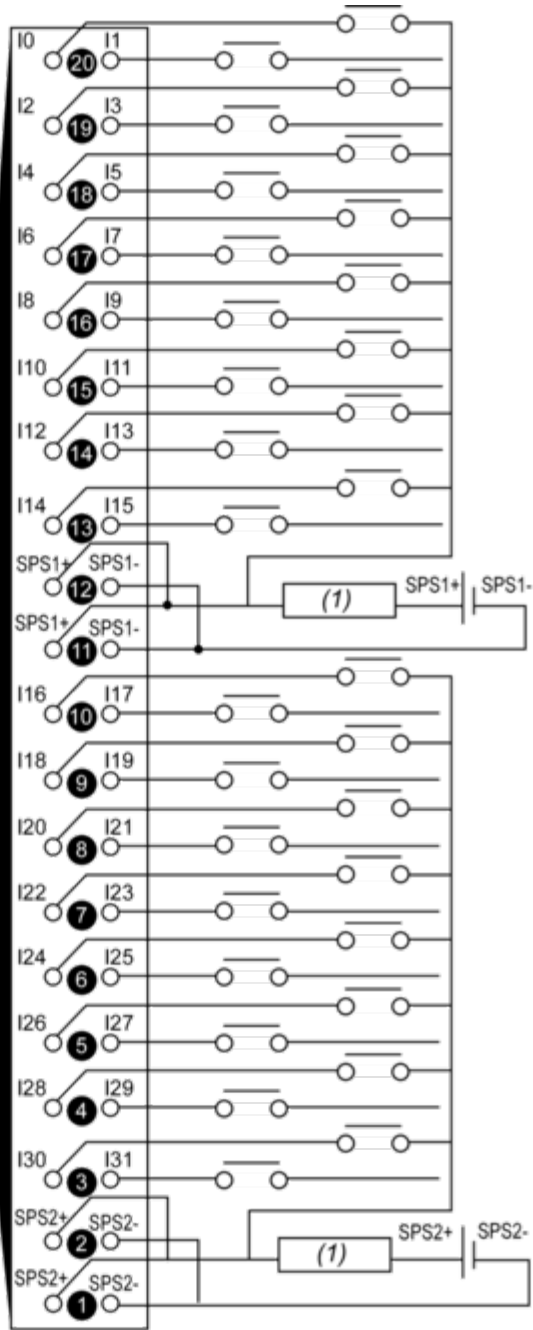 I0 I1
20
I2 I3
19
I4 I5
18
I6 I7
17
I8 I9
16
I10 I11
15
I12 I13
14
I14 I15
13
SPS1+ SPS1-
12
(1) SPS1+ SPS1-
SPS1+ SPS1-
11
I16 I17
10
I18 I19
9
I20 I21
8
I22 I23
7
I24 I25
6
I26 I27
5
I28 I29
4
I30 I31
3
SPS2+ SPS2-
2
(1) SPS2+ SPS2-
SPS2+ SPS2-
1